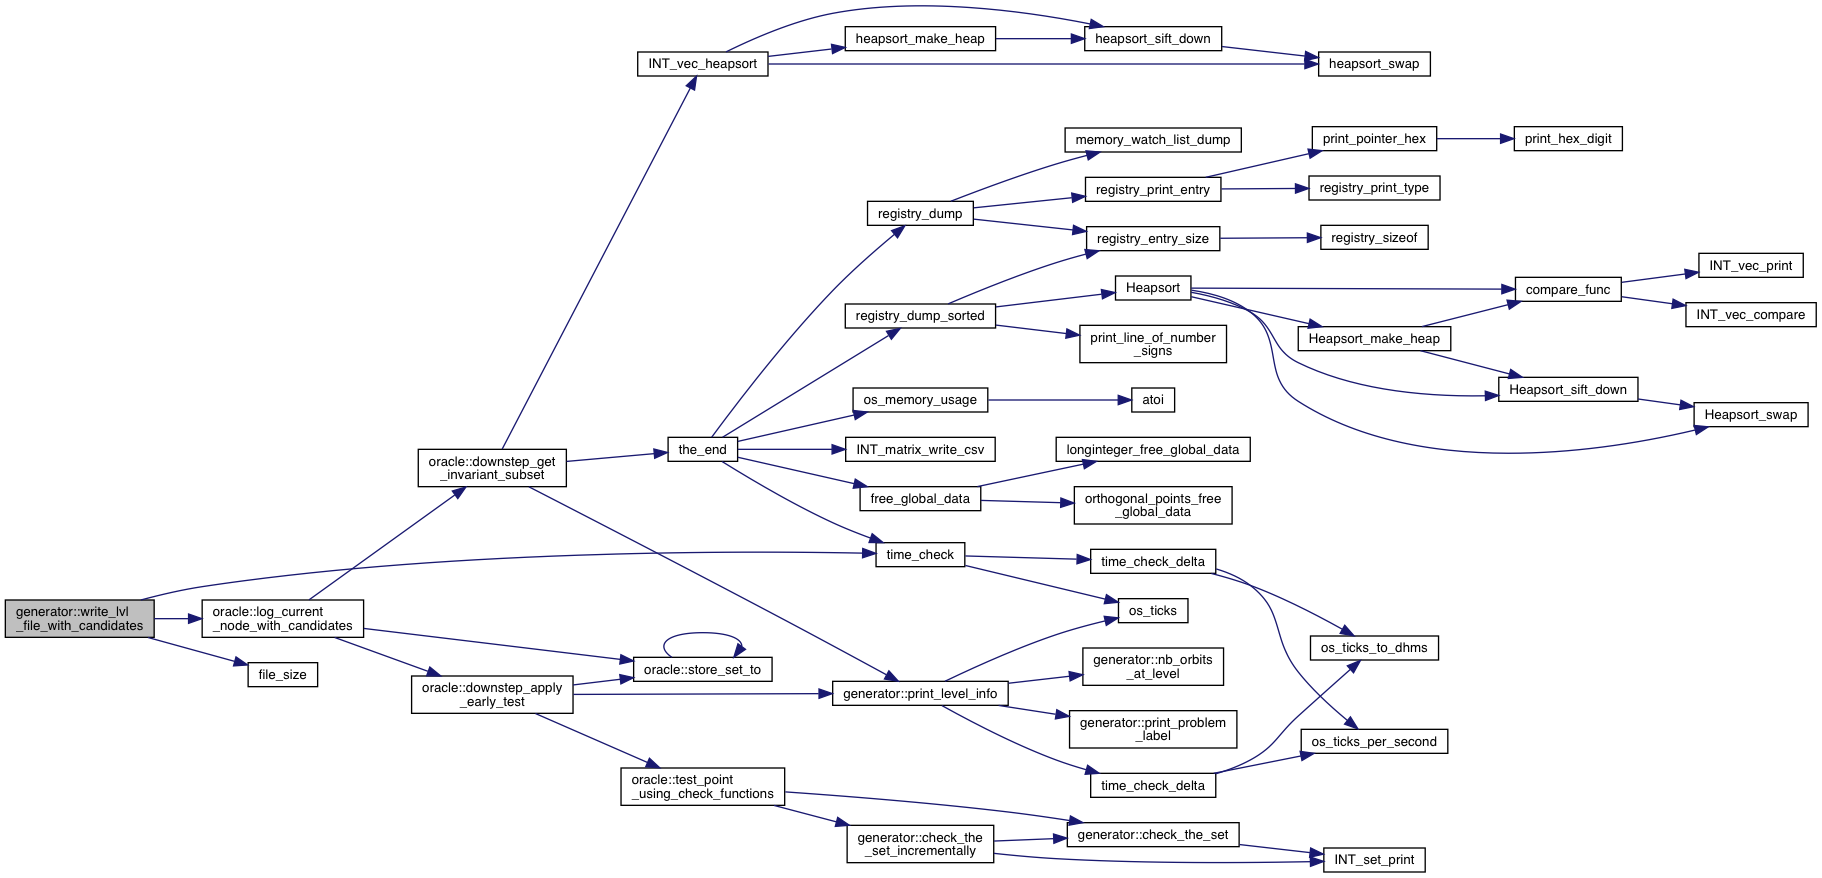 generator::write_lvl
_file_with_candidates
oracle::log_current
_node_with_candidates
file_size
oracle::downstep_get
_invariant_subset
oracle::store_set_to
oracle::downstep_apply
_early_test
INT_vec_heapsort
heapsort_make_heap
heapsort_sift_down
heapsort_swap
the_end
registry_dump
memory_watch_list_dump
registry_print_entry
print_pointer_hex
print_hex_digit
registry_print_type
registry_entry_size
registry_sizeof
registry_dump_sorted
Heapsort
print_line_of_number
_signs
compare_func
INT_vec_print
INT_vec_compare
Heapsort_make_heap
Heapsort_sift_down
Heapsort_swap
os_memory_usage
atoi
INT_matrix_write_csv
free_global_data
longinteger_free_global_data
orthogonal_points_free
_global_data
time_check
time_check_delta
os_ticks
os_ticks_to_dhms
os_ticks_per_second
generator::print_level_info
generator::nb_orbits
_at_level
generator::print_problem
_label
time_check_delta
oracle::test_point
_using_check_functions
generator::check_the
_set_incrementally
generator::check_the_set
INT_set_print